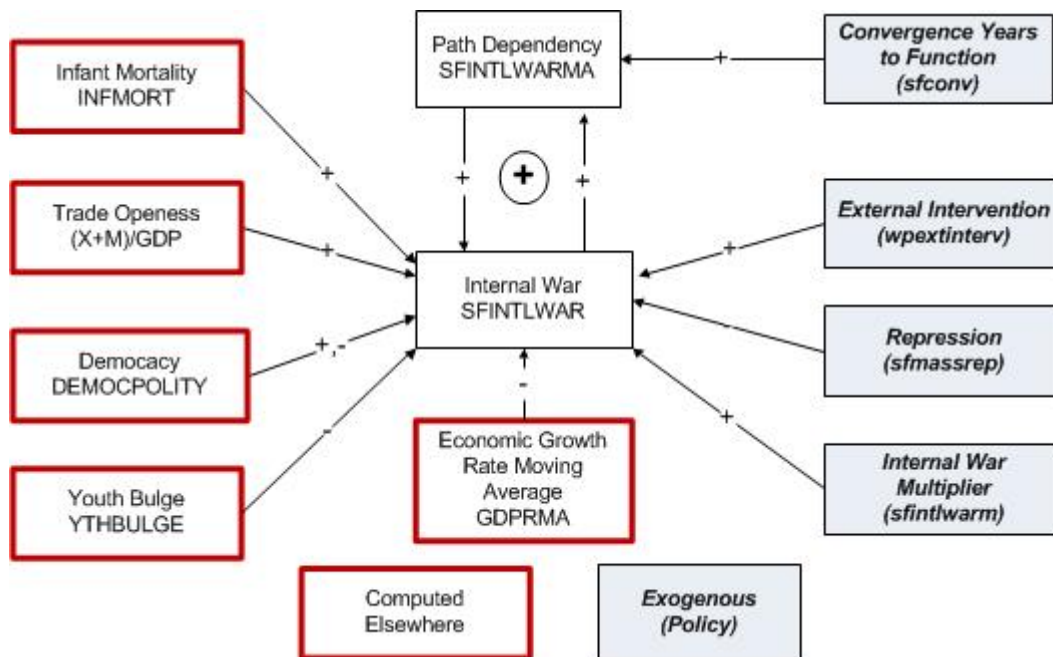 Infant Mortality
INFMORT
Trade Openess
(X+M)/GDP
Democacy
DEMOCPOLITY
Youth Bulge
YTHBULGE
Path Dependency
SFINTLWARMA
Internal War
SFINTLWAR
Economic Growth
Rate Moving
Average
GDPRMA
Convergence Years
to Function
(sfconv)
External Intervention
(wpextinterv)
Repression
(sfmassrep)
Internal War
Multiplier
(sfintlwarm)
+
+
+,-
-
+
+
+
+
-
+
-
+
Computed
Elsewhere
Exogenous
(Policy)